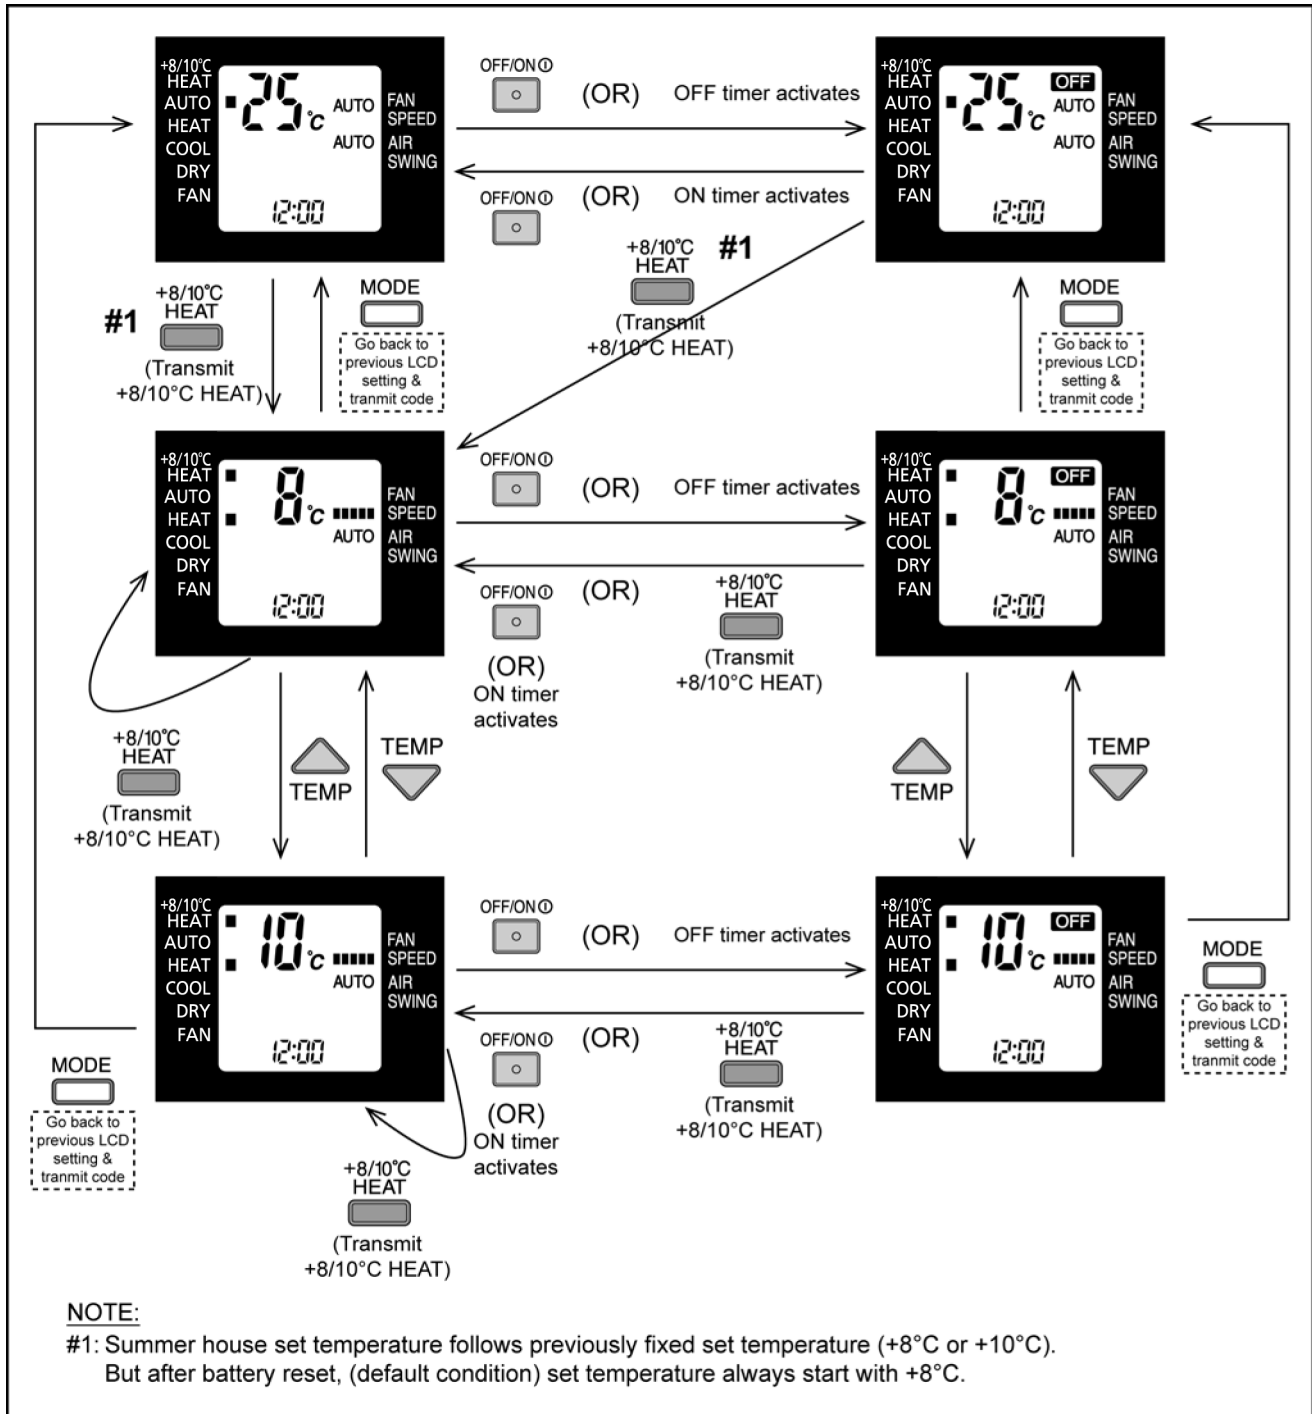 +8/10°C
HEAT
AUTO
HEAT
COOL
DRY
FAN
25°C
AUTO
AUTO
12:00
FAN
SPEED
AIR
SWING
OFF/ON
(OR) OFF timer activates
OFF/ON
(OR) ON timer activates
+8/10°C
HEAT
AUTO
HEAT
COOL
DRY
FAN
25°C
OFF
AUTO
AUTO
12:00
FAN
SPEED
AIR
SWING
#1
+8/10°C
HEAT
(Transmit
+8/10°C HEAT)
MODE
Go back to
previous LCD
setting &
tranmit code
+8/10°C
HEAT
#1
(Transmit
+8/10°C HEAT)
MODE
Go back to
previous LCD
setting &
tranmit code
+8/10°C
HEAT
AUTO
HEAT
COOL
DRY
FAN
8°C
AUTO
12:00
FAN
SPEED
AIR
SWING
OFF/ON
(OR) OFF timer activates
OFF/ON
(OR)
(OR)
ON timer
activates
+8/10°C
HEAT
(Transmit
+8/10°C HEAT)
+8/10°C
HEAT
AUTO
HEAT
COOL
DRY
FAN
8°C
OFF
AUTO
12:00
FAN
SPEED
AIR
SWING
+8/10°C
HEAT
(Transmit
+8/10°C HEAT)
TEMP
TEMP
TEMP
TEMP
+8/10°C
HEAT
AUTO
HEAT
COOL
DRY
FAN
10°C
AUTO
12:00
FAN
SPEED
AIR
SWING
OFF/ON
(OR) OFF timer activates
OFF/ON
(OR)
(OR)
ON timer
activates
+8/10°C
HEAT
(Transmit
+8/10°C HEAT)
+8/10°C
HEAT
AUTO
HEAT
COOL
DRY
FAN
10°C
OFF
AUTO
12:00
FAN
SPEED
AIR
SWING
MODE
Go back to
previous LCD
setting &
tranmit code
MODE
Go back to
previous LCD
setting &
tranmit code
+8/10°C
HEAT
(Transmit
+8/10°C HEAT)
NOTE:
#1: Summer house set temperature follows previously fixed set temperature (+8°C or +10°C).
But after battery reset, (default condition) set temperature always start with +8°C.